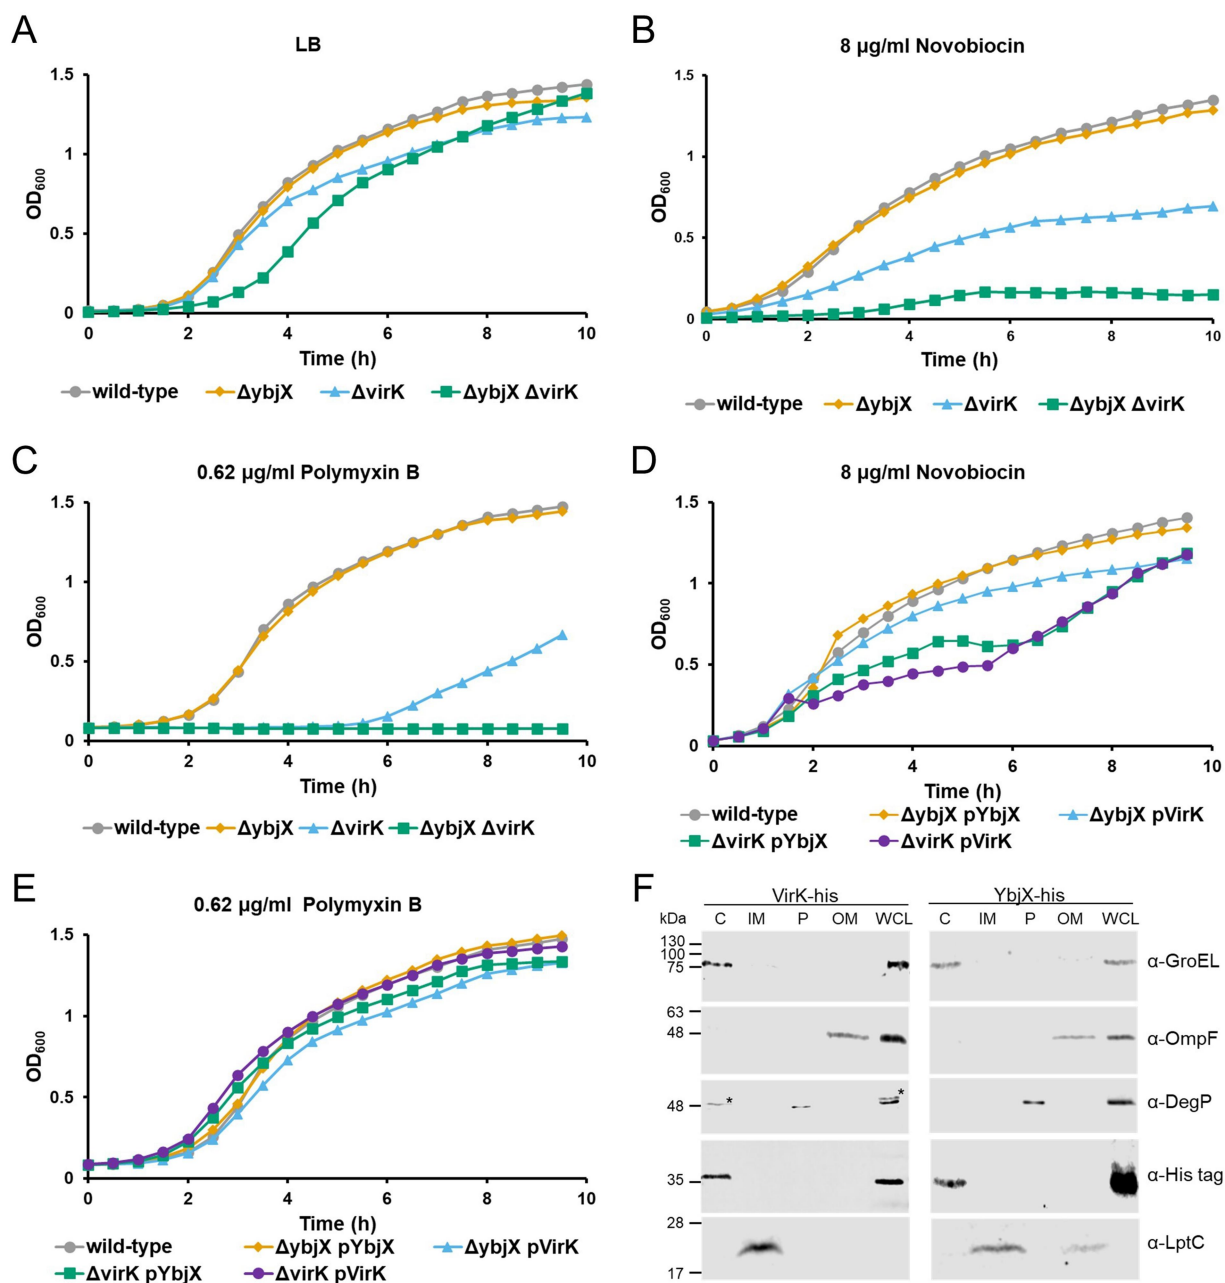 A
LB
OD600
1.5
1
0.5
0
0 2 4 6 8 10
Time (h)
wild-type ΔybjX ΔvirK ΔybjX ΔvirK
B
8 µg/ml Novobiocin
OD600
1.5
1
0.5
0
0 2 4 6 8 10
Time (h)
wild-type ΔybjX ΔvirK ΔybjX ΔvirK
C
0.62 µg/ml Polymyxin B
OD600
1.5
1
0.5
0
0 2 4 6 8 10
Time (h)
wild-type ΔybjX ΔvirK ΔybjX ΔvirK
D
8 µg/ml Novobiocin
OD600
1.5
1
0.5
0
0 2 4 6 8 10
Time (h)
wild-type ΔybjX pYbjX ΔybjX pVirK
ΔvirK pYbjX ΔvirK pVirK
E
0.62 µg/ml Polymyxin B
OD600
1.5
1
0.5
0
0 2 4 6 8 10
Time (h)
wild-type ΔybjX pYbjX ΔybjX pVirK
ΔvirK pYbjX ΔvirK pVirK
F
VirK-his YbjX-his
kDa C IM P OM WCL C IM P OM WCL
130
100
75
α-GroEL
63
48
α-OmpF
* *
48
α-DegP
35
α-His tag
28
17
α-LptC